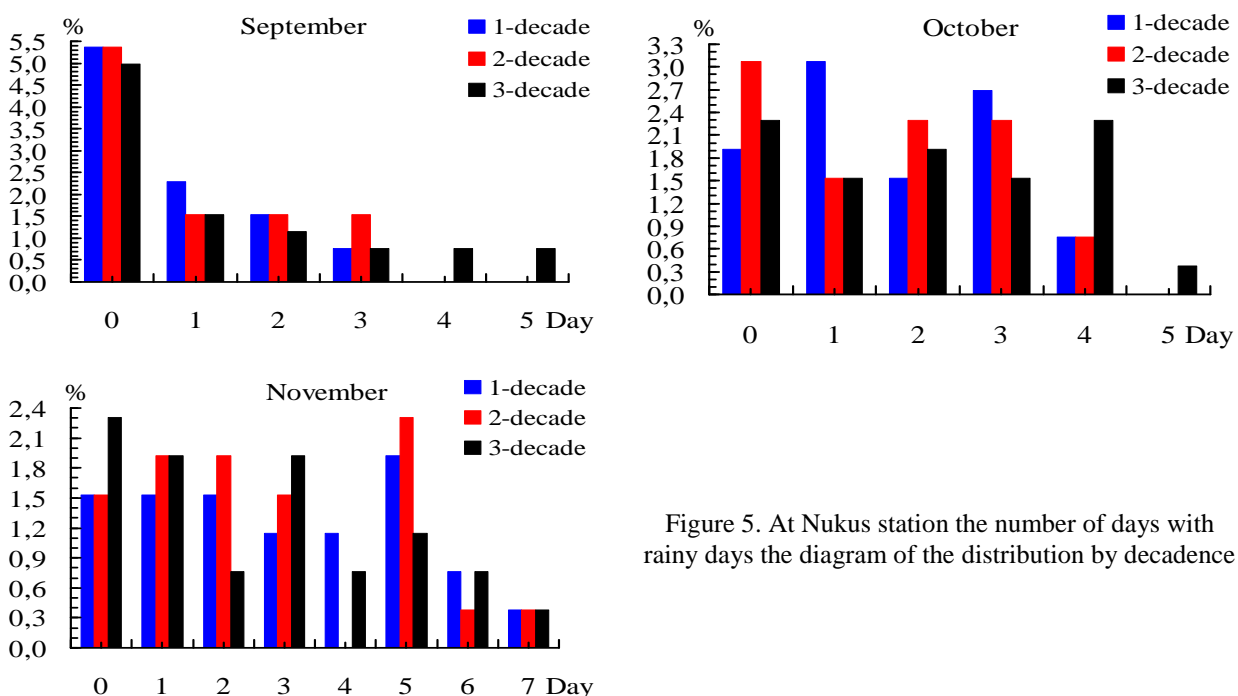 %
September
1-decade
2-decade
3-decade
5,5
5,0
4,5
4,0
3,5
3,0
2,5
2,0
1,5
1,0
0,5
0,0
0 1 2 3 4 5 Day
%
October
1-decade
2-decade
3-decade
3,3
3,0
2,7
2,4
2,1
1,8
1,5
1,2
0,9
0,6
0,3
0,0
0 1 2 3 4 5 Day
%
November
1-decade
2-decade
3-decade
2,4
2,1
1,8
1,5
1,2
0,9
0,6
0,3
0,0
0 1 2 3 4 5 6 7 Day
Figure 5. At Nukus station the number of days with
rainy days the diagram of the distribution by decadence